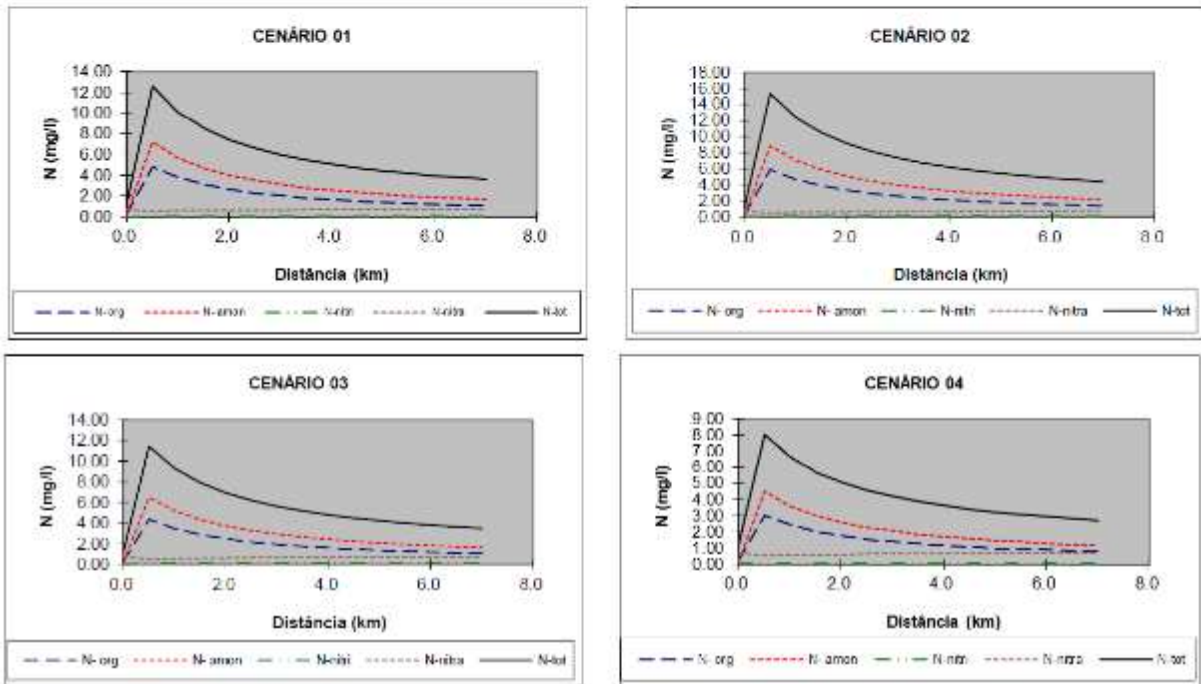 CENÁRIO 01
14.00
12.00
10.00
8.00
6.00
4.00
2.00
0.00
N (mg/l)
0.0 2.0 4.0 6.0 8.0
Distância (km)
N-org N- amon N-nitri N-nitra N-tot
CENÁRIO 02
18.00
16.00
14.00
12.00
10.00
8.00
6.00
4.00
2.00
0.00
N (mg/l)
0.0 2.0 4.0 6.0 8.0
Distância (km)
N- org N- amon N-nitri N-nitra N-tot
CENÁRIO 03
14.00
12.00
10.00
8.00
6.00
4.00
2.00
0.00
N (mg/l)
0.0 2.0 4.0 6.0 8.0
Distância (km)
N- org N- amon N-nitri N-nitra N-tot
CENÁRIO 04
9.00
8.00
7.00
6.00
5.00
4.00
3.00
2.00
1.00
0.00
N (mg/l)
0.0 2.0 4.0 6.0 8.0
Distância (km)
N- org N- amon N-nitri N-nitra N-tot